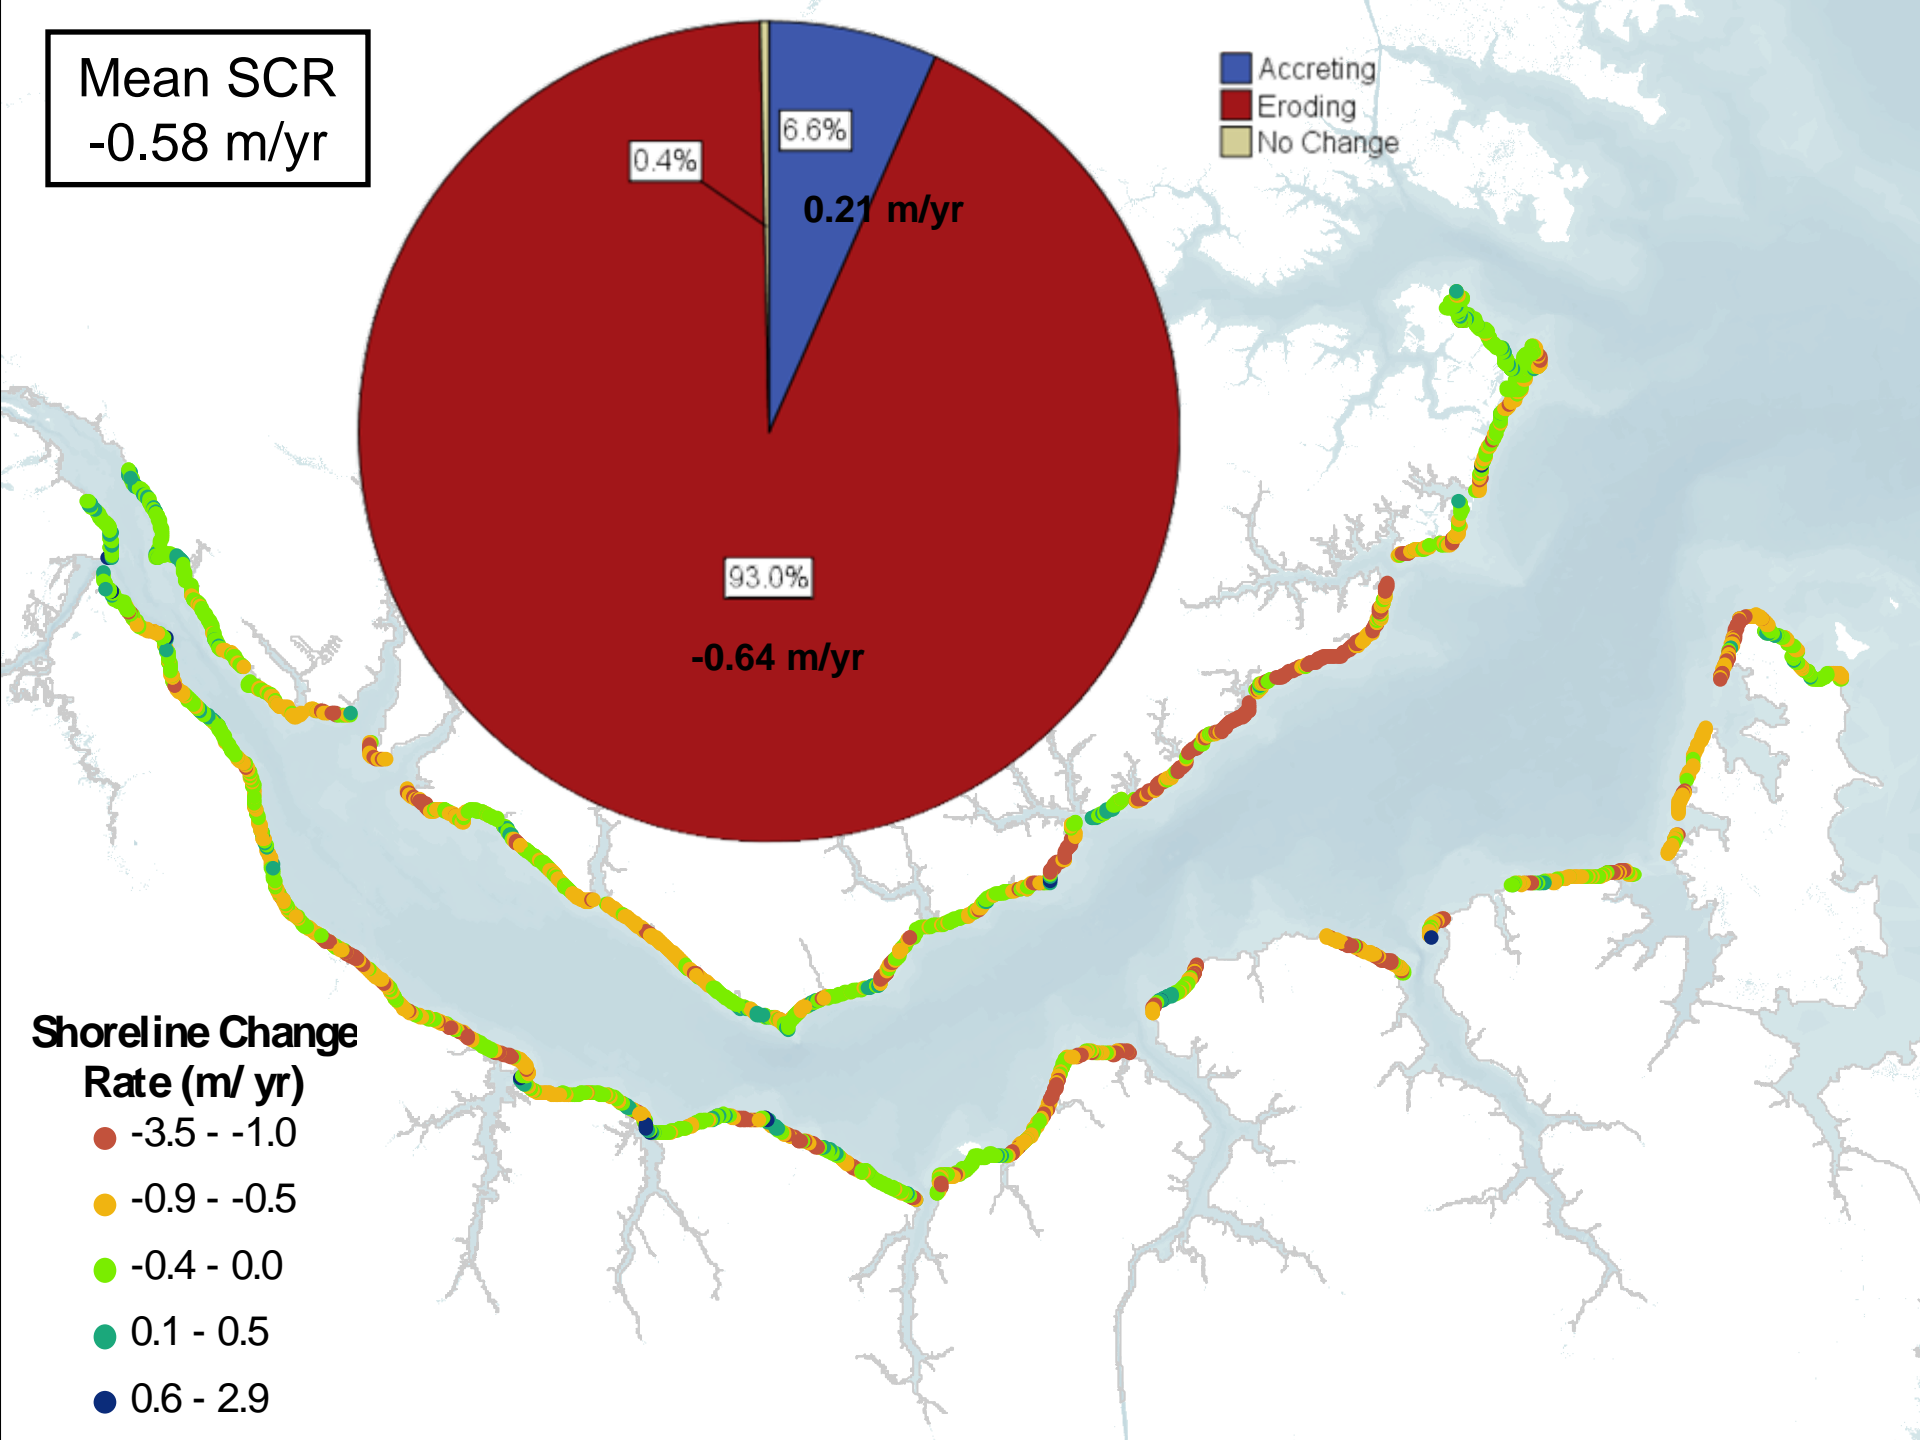 Mean SCR
-0.58 m/yr
Accreting
Eroding
No Change
6.6%
0.4%
0.21 m/yr
93.0%
-0.64 m/yr
Shoreline Change
Rate (m/ yr)
-3.5 - -1.0
-0.9 - -0.5
-0.4 - 0.0
0.1 - 0.5
0.6 - 2.9